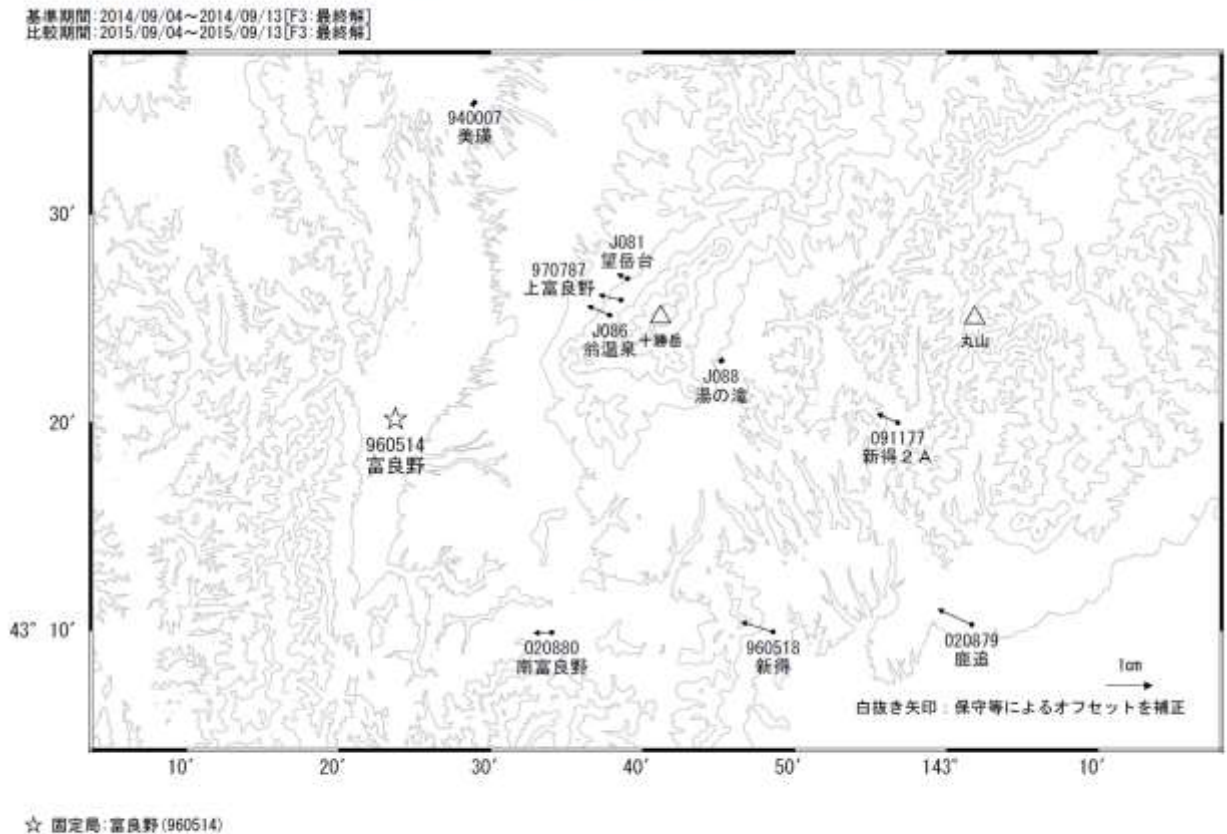 基準期間:2014/09/04~2014/09/13[F3:最終解]
比較期間:2015/09/04~2015/09/13[F3:最終解]
940007
美瑛
30′
J081
望岳台
970787
上富良野
J086
翁温泉
十勝岳
丸山
J088
湯の滝
20′
960514
富良野
091177
新得2A
43° 10′
020880
南富良野
960518
新得
020879
鹿追
1cm
白抜き矢印:保守等によるオフセットを補正
10′ 20′ 30′ 40′ 50′ 143° 10′
☆ 固定局:富良野(960514)